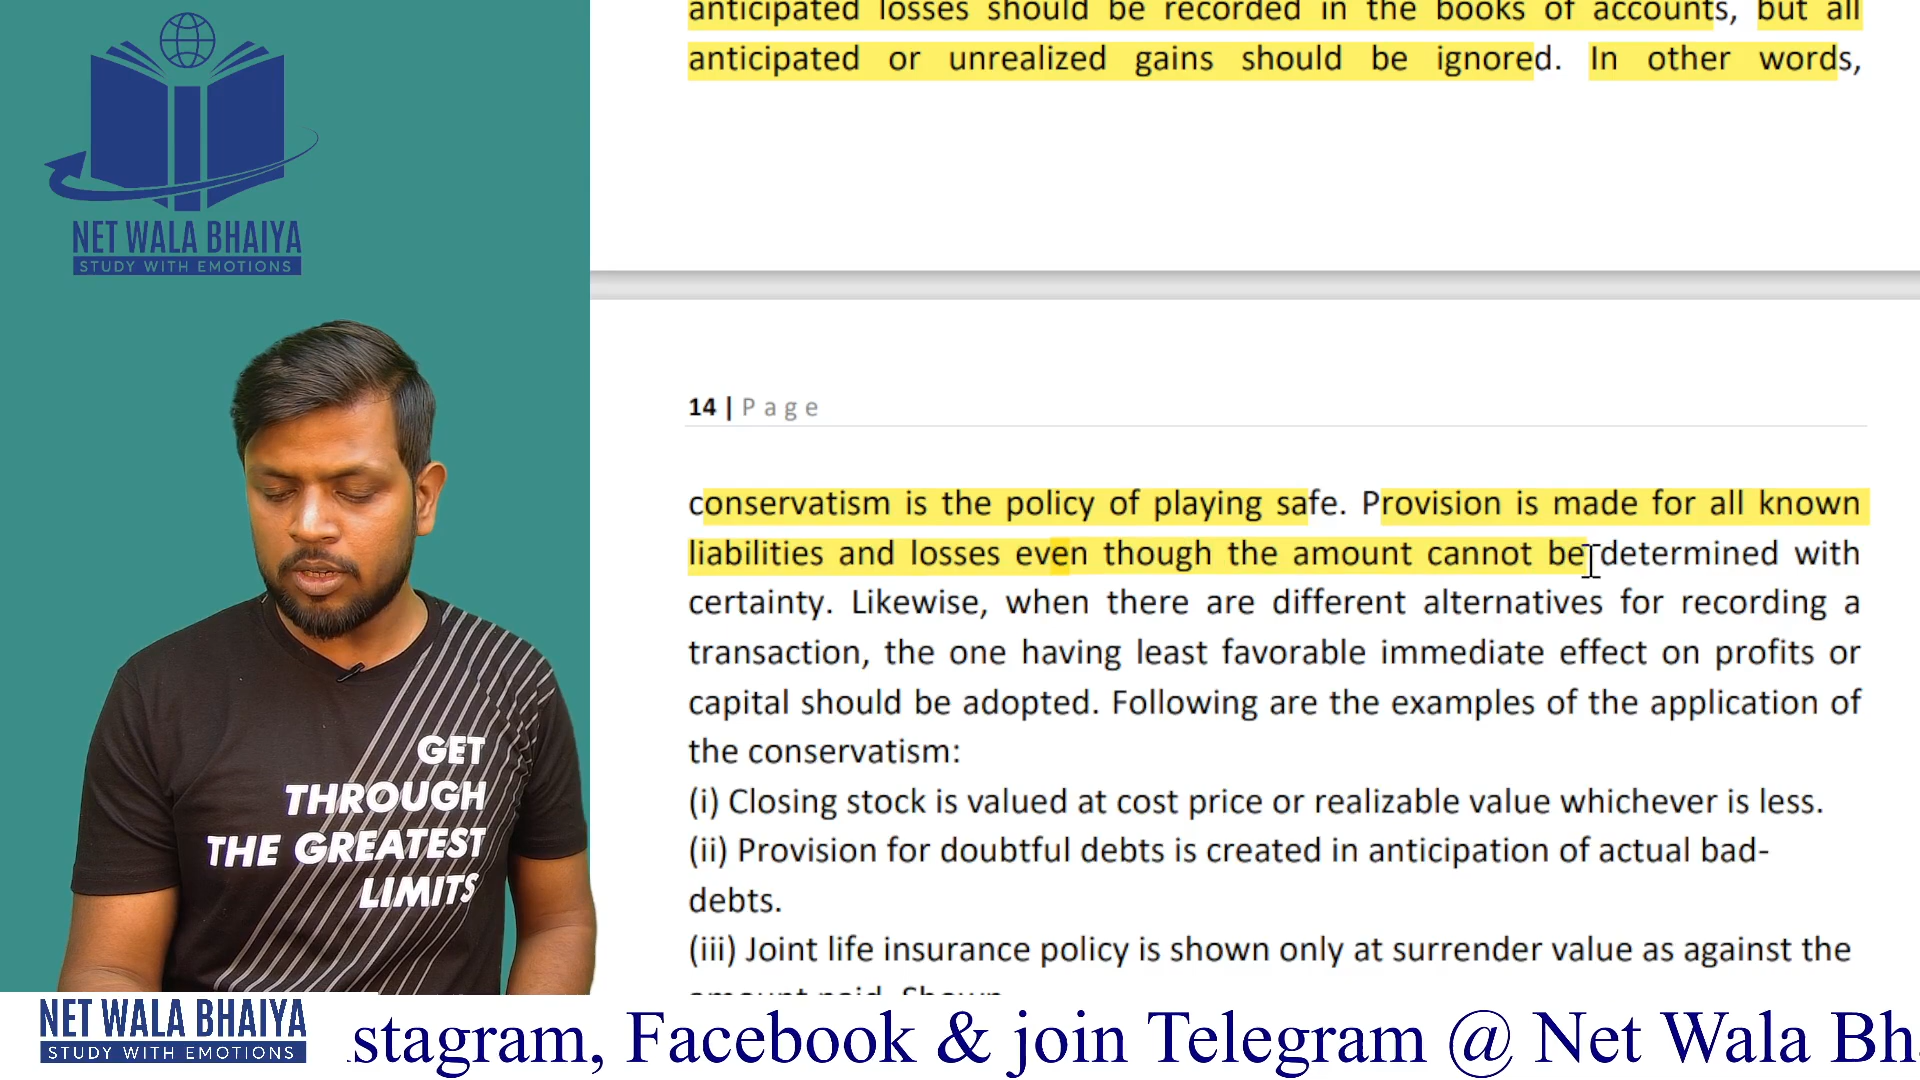 anticipated losses should be recorded in the books of accounts, but all
anticipated or unrealized gains should be ignored. In other words,
NET WALA BHAIYA
STUDY WITH EMOTIONS
14 | Page
conservatism is the policy of playing safe. Provision is made for all known
liabilities and losses even though the amount cannot be determined with
certainty. Likewise, when there are different alternatives for recording a
transaction, the one having least favorable immediate effect on profits or
capital should be adopted. Following are the examples of the application of
the conservatism:
(i) Closing stock is valued at cost price or realizable value whichever is less.
(ii) Provision for doubtful debts is created in anticipation of actual bad-
debts.
(iii) Joint life insurance policy is shown only at surrender value as against the
amount paid. Shown
GET
THROUGH
THE GREATEST
LIMITS
NET WALA BHAIYA
STUDY WITH EMOTIONS
stagram, Facebook & join Telegram @ Net Wala Bh